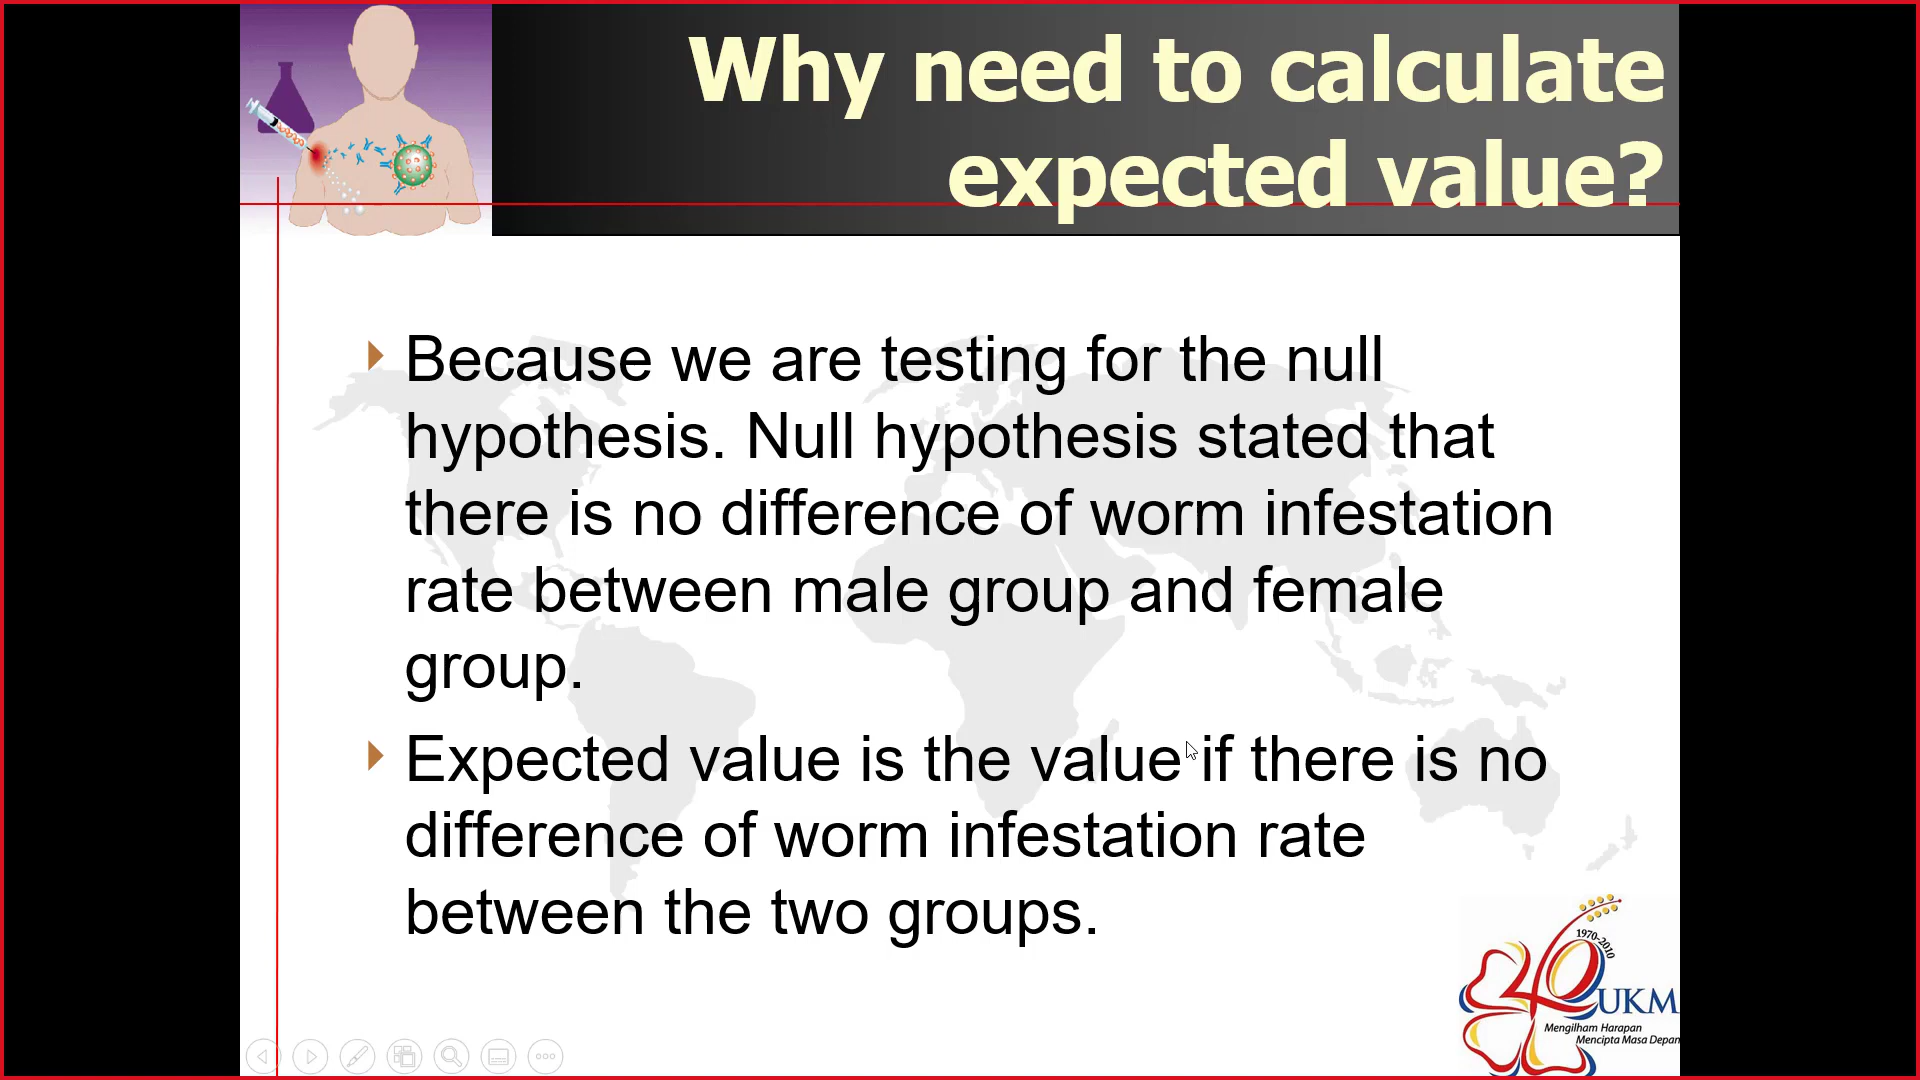 Why need to calculate
expected value?
Because we are testing for the null
hypothesis. Null hypothesis stated that
there is no difference of worm infestation
rate between male group and female
group.
Expected value is the value if there is no
difference of worm infestation rate
between the two groups.
1970-2010
40
UKM
Mengilham Harapan
Mencipta Masa Depan